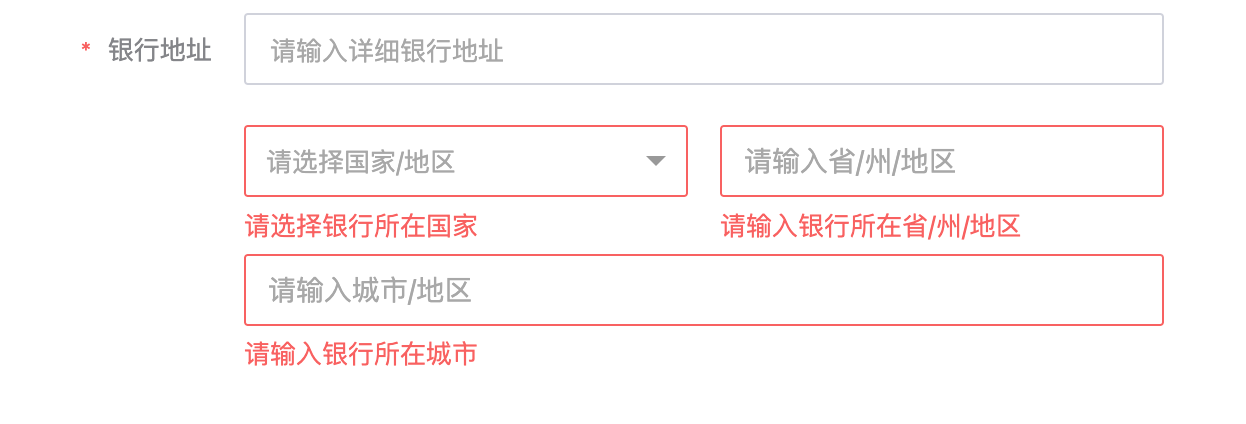 * 银行地址 请输入详细银行地址
请选择国家/地区 请输入省/州/地区
请选择银行所在国家 请输入银行所在省/州/地区
请输入城市/地区
请输入银行所在城市